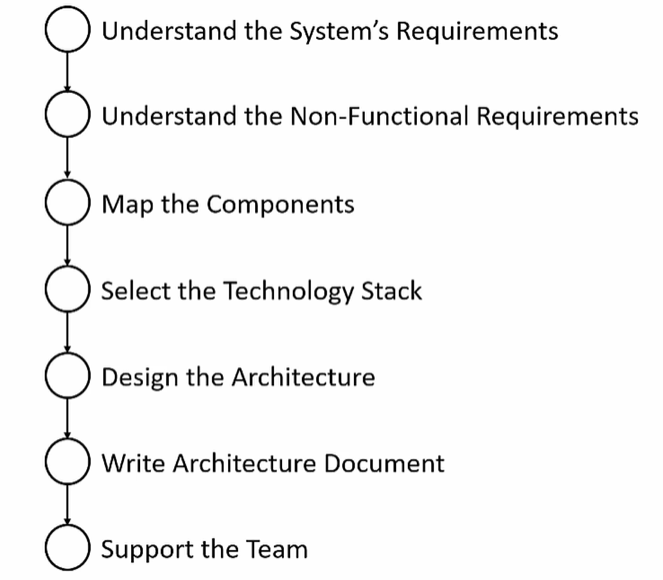 Understand the System’s Requirements
Understand the Non-Functional Requirements
Map the Components
Select the Technology Stack
Design the Architecture
Write Architecture Document
Support the Team